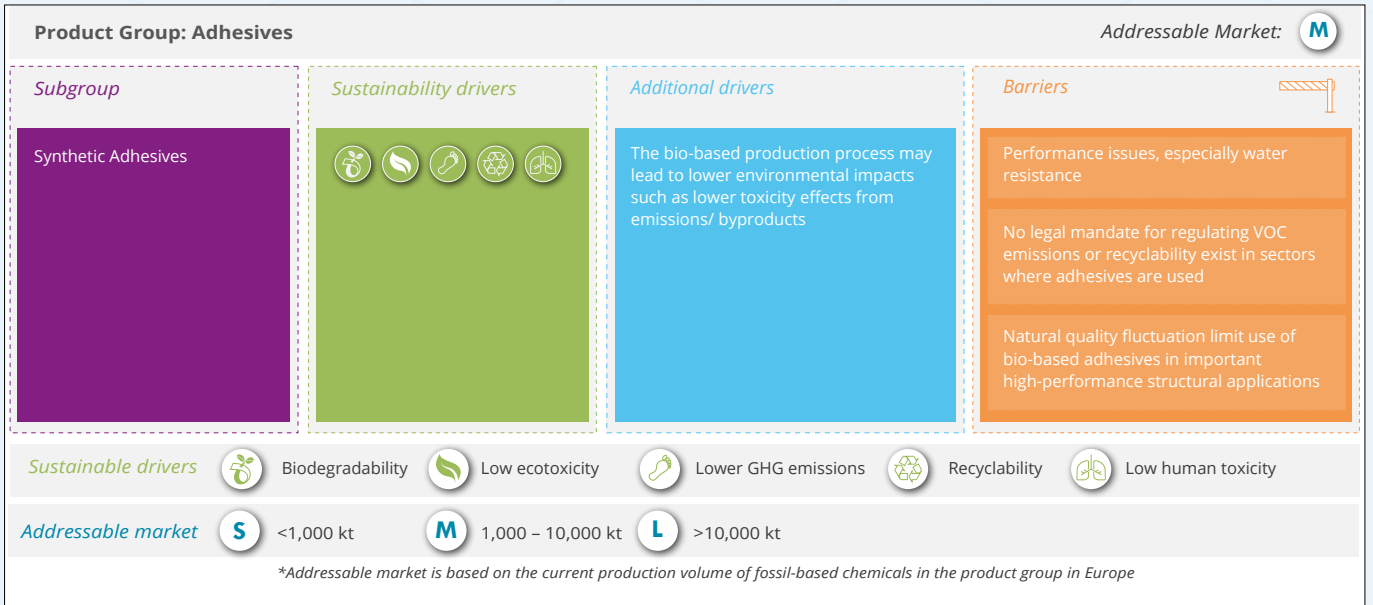 Product Group: Adhesives
Addressable Market: M
Subgroup
Synthetic Adhesives
Sustainability drivers
Additional drivers
The bio-based production process may
lead to lower environmental impacts
such as lower toxicity effects from
emissions/ byproducts
Barriers
Performance issues, especially water
resistance
No legal mandate for regulating VOC
emissions or recyclability exist in sectors
where adhesives are used
Natural quality fluctuation limit use of
bio-based adhesives in important
high-performance structural applications
Sustainable drivers Biodegradability Low ecotoxicity Lower GHG emissions Recyclability Low human toxicity
Addressable market S <1,000 kt M 1,000 – 10,000 kt L >10,000 kt
*Addressable market is based on the current production volume of fossil-based chemicals in the product group in Europe